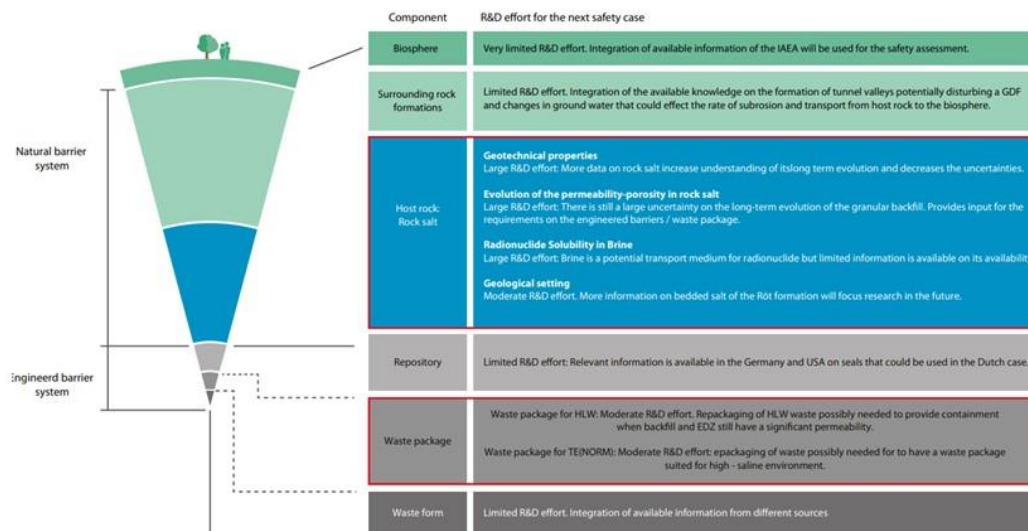 Component
R&D effort for the next safety case
Biosphere
Very limited R&D effort. Integration of available information of the IAEA will be used for the safety assessment.
Surrounding rock
formations
Limited R&D effort. Integration of the available knowledge on the formation of tunnel valleys potentially disturbing a GDF
and changes in ground water that could effect the rate of subrosion and transport from host rock to the biosphere.
Natural barrier
system
Host rock:
Rock salt
Geotechnical properties
Large R&D effort: More data on rock salt increase understanding of itslong term evolution and decreases the uncertainties.
Evolution of the permeability-porosity in rock salt
Large R&D effort: There is still a large uncertainty on the long-term evolution of the granular backfill. Provides input for the
requirements on the engineered barriers / waste package.
Radionuclide Solubility in Brine
Large R&D effort: Brine is a potential transport medium for radionuclide but limited information is available on its availability
Geological setting
Moderate R&D effort. More information on bedded salt of the Röt formation will focus research in the future.
Engineerd barrier
system
Repository
Limited R&D effort: Relevant information is available in the Germany and USA on seals that could be used in the Dutch case.
Waste package
Waste package for HLW: Moderate R&D effort. Repackaging of HLW waste possibly needed to provide containment
when backfill and EDZ still have a significant permeability.
Waste package for TE(NORM): Moderate R&D effort: epackaging of waste possibly needed for to have a waste package
suited for high - saline environment.
Waste form
Limited R&D effort. Integration of available information from different sources